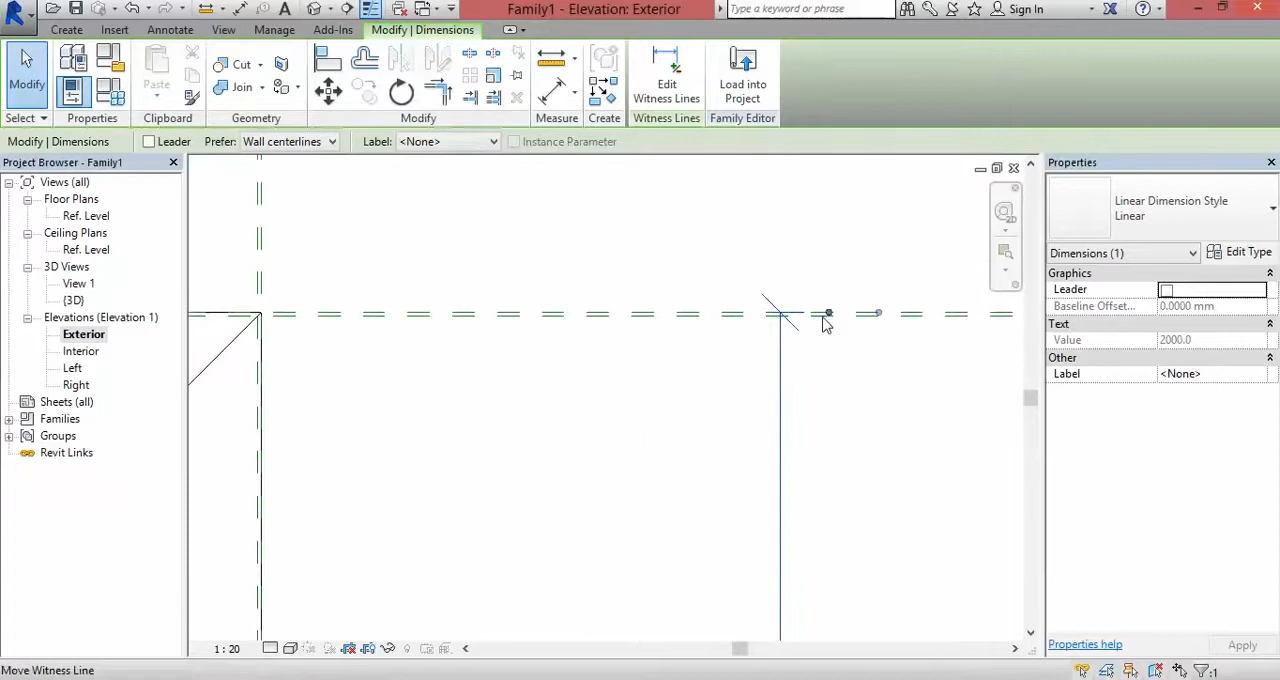 Family1 - Elevation: Exterior
Type a keyword or phrase
Sign In
Create Insert Annotate View Manage Add-Ins Modify | Dimensions
Modify
Paste
Cut
Join
Edit
Witness Lines
Load into
Project
Select Properties Clipboard Geometry Modify Measure Create Witness Lines Family Editor
Modify | Dimensions Leader Prefer: Wall centerlines Label: <None> Instance Parameter
Project Browser - Family1
Views (all)
Floor Plans
Ref. Level
Ceiling Plans
Ref. Level
3D Views
View 1
{3D}
Elevations (Elevation 1)
Exterior
Interior
Left
Right
Sheets (all)
Families
Groups
Revit Links
2D
Properties
Linear Dimension Style
Linear
Dimensions (1) Edit Type
Graphics
Leader
Baseline Offset... 0.0000 mm
Text
Value 2000.0
Other
Label <None>
Properties help Apply
1 : 20
Move Witness Line
:1